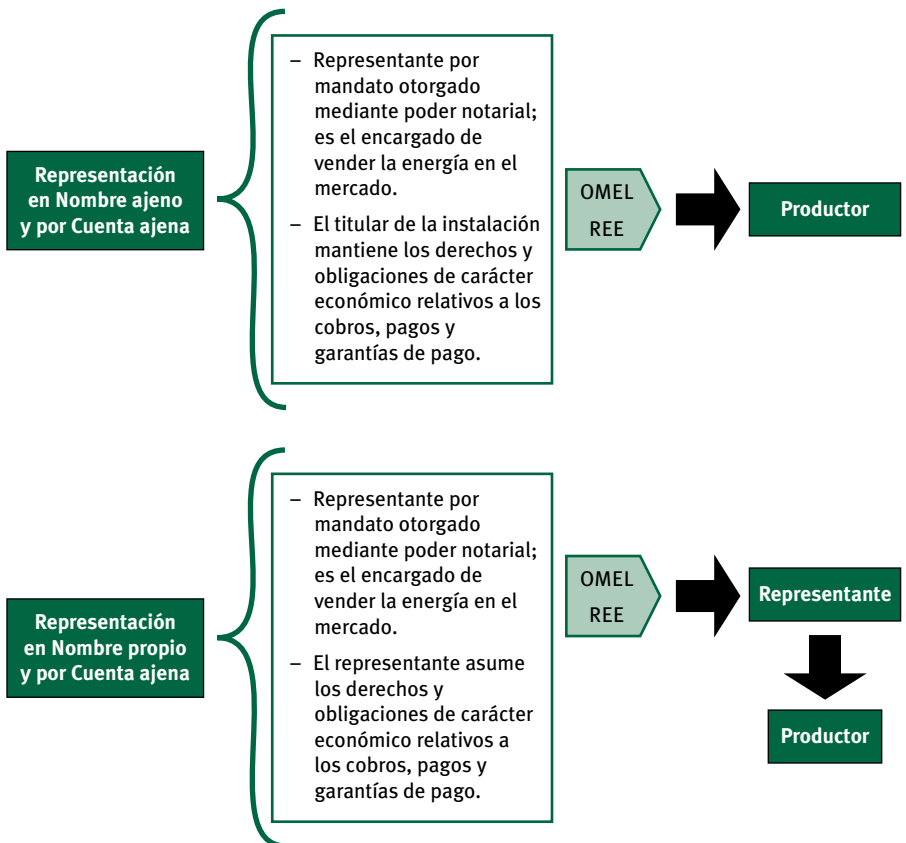 Representación
en Nombre ajeno
y por Cuenta ajena
– Representante por
mandato otorgado
mediante poder notarial;
es el encargado de
vender la energía en el
mercado.
– El titular de la instalación
mantiene los derechos y
obligaciones de carácter
económico relativos a los
cobros, pagos y
garantías de pago.
OMEL
REE
Productor
Representación
en Nombre propio
y por Cuenta ajena
– Representante por
mandato otorgado
mediante poder notarial;
es el encargado de
vender la energía en el
mercado.
– El representante asume
los derechos y
obligaciones de carácter
económico relativos a
los cobros, pagos y
garantías de pago.
OMEL
REE
Representante
Productor